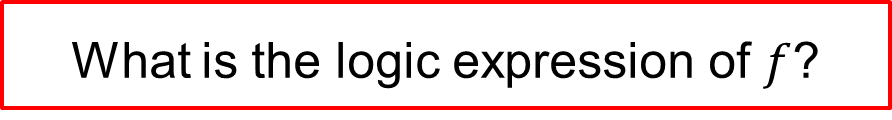 What is the logic expression of 𝑓?